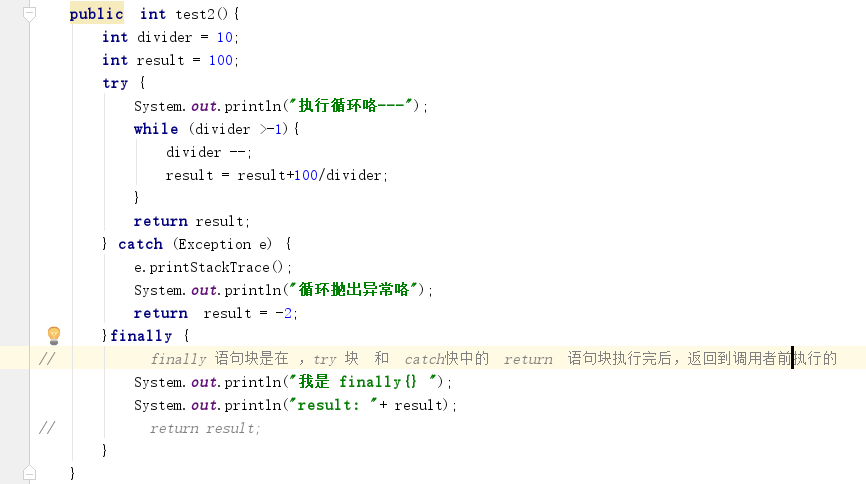 public  int test2(){
int divider = 10;
int result = 100;
try {
System.out.println("执行循环咯---");
while (divider >-1){
divider --;
result = result+100/divider;
}
return result;
} catch (Exception e) {
e.printStackTrace();
System.out.println("循环抛出异常咯");
return  result = -2;
}finally {
//  finally 语句块是在 ，try 块  和  catch快中的  return  语句块执行完后，返回到调用者前执行的
System.out.println("我是 finally{} ");
System.out.println("result: "+ result);
//  return result;
}
}